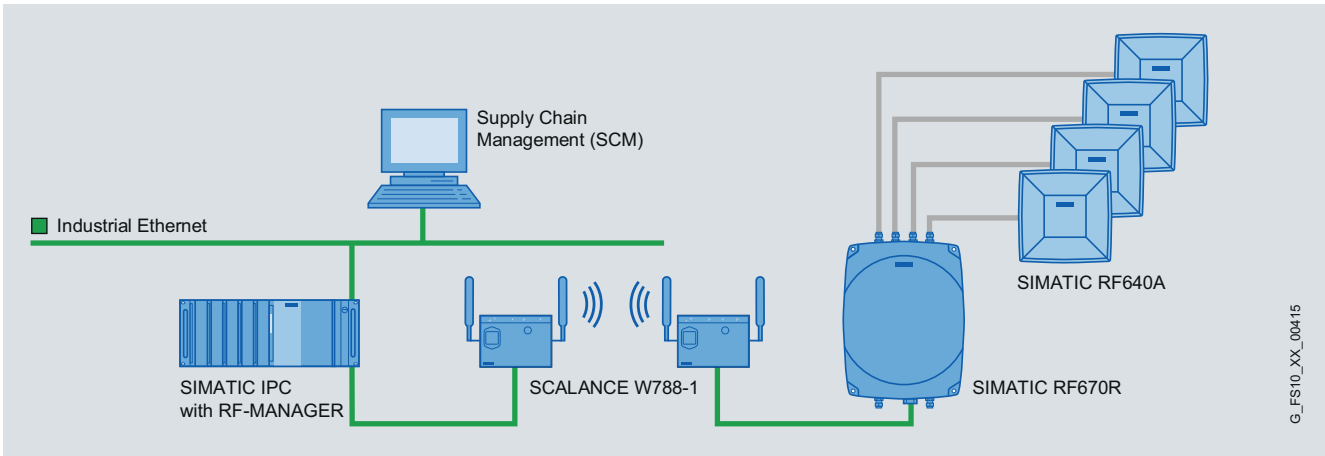 Supply Chain
Management (SCM)
Industrial Ethernet
SIMATIC RF640A
SIMATIC IPC
with RF-MANAGER
SCALANCE W788-1
SIMATIC RF670R
G_FS10_XX_00415